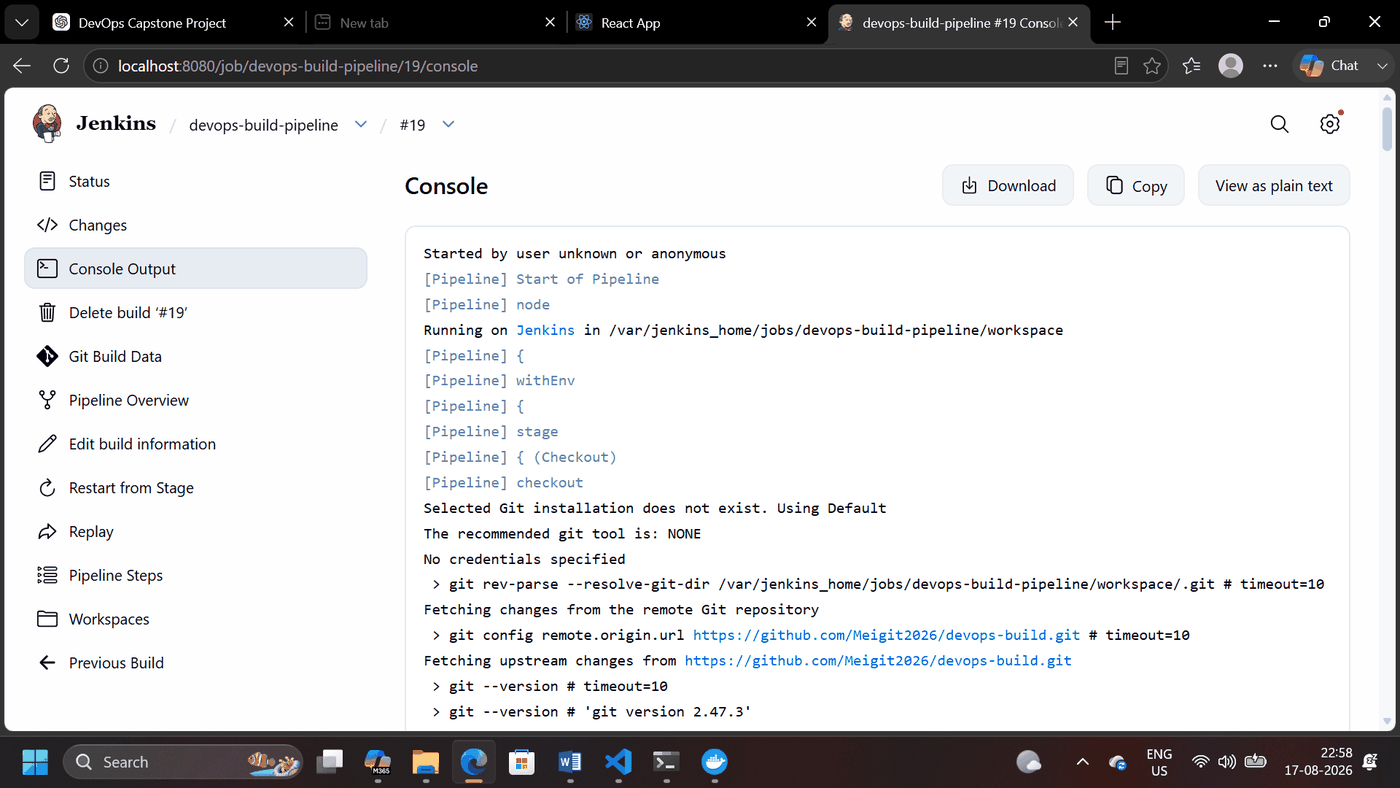 DevOps Capstone Project
New tab
React App
devops-build-pipeline #19 Conso
localhost:8080/job/devops-build-pipeline/19/console
Chat
Jenkins / devops-build-pipeline / #19
Status
Changes
Console Output
Delete build ‘#19’
Git Build Data
Pipeline Overview
Edit build information
Restart from Stage
Replay
Pipeline Steps
Workspaces
Previous Build
Console
Download
Copy
View as plain text
Started by user unknown or anonymous
[Pipeline] Start of Pipeline
[Pipeline] node
Running on Jenkins in /var/jenkins_home/jobs/devops-build-pipeline/workspace
[Pipeline] {
[Pipeline] withEnv
[Pipeline] {
[Pipeline] stage
[Pipeline] { (Checkout)
[Pipeline] checkout
Selected Git installation does not exist. Using Default
The recommended git tool is: NONE
No credentials specified
> git rev-parse --resolve-git-dir /var/jenkins_home/jobs/devops-build-pipeline/workspace/.git # timeout=10
Fetching changes from the remote Git repository
> git config remote.origin.url https://github.com/Meigit2026/devops-build.git # timeout=10
Fetching upstream changes from https://github.com/Meigit2026/devops-build.git
> git --version # timeout=10
> git --version # 'git version 2.47.3'
Search
M365
ENG
US
22:58
17-08-2026